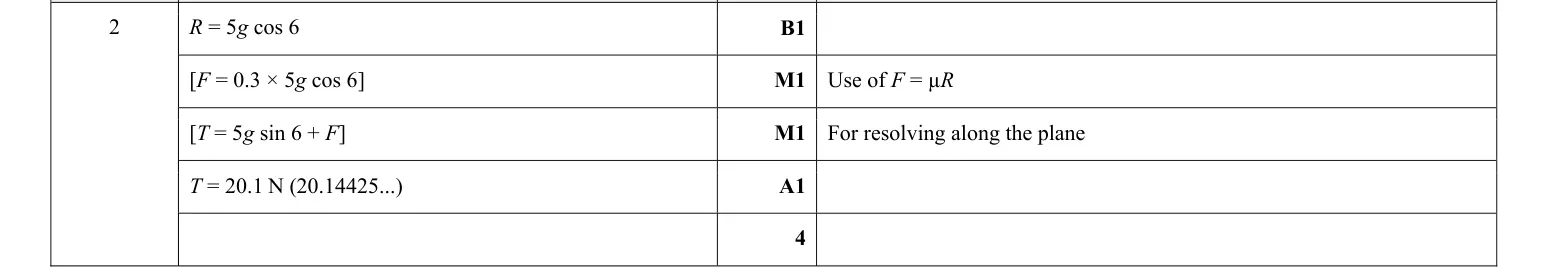 2 R = 5g cos 6 B1
[F = 0.3 × 5g cos 6] M1 Use of F = μR
[T = 5g sin 6 + F] M1 For resolving along the plane
T = 20.1 N (20.14425...) A1
4